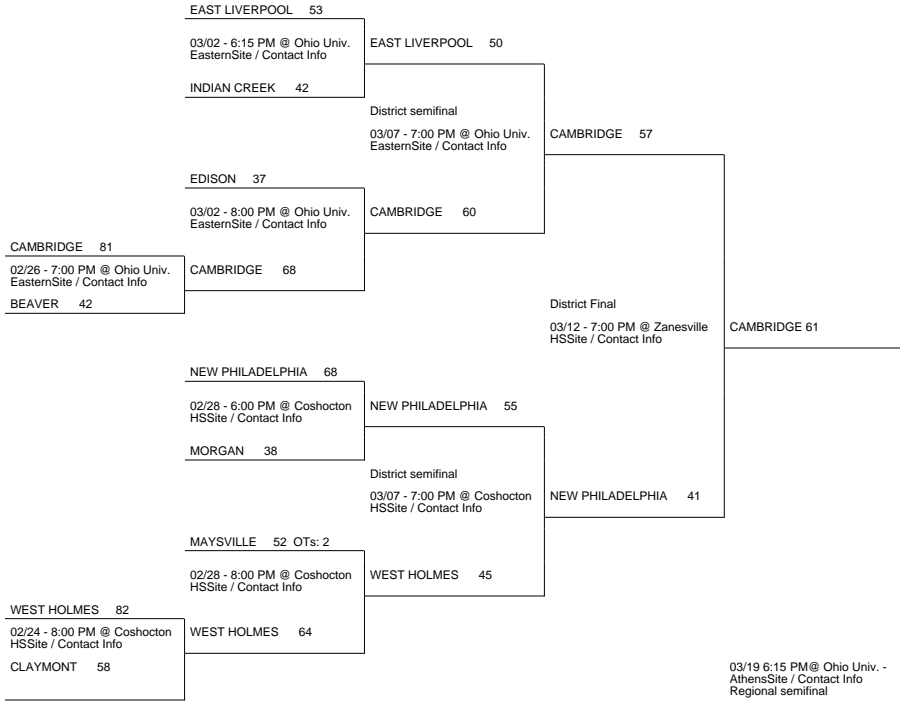 EAST LIVERPOOL 53
03/02 - 6:15 PM @ Ohio Univ.
EasternSite / Contact Info
EAST LIVERPOOL 50
INDIAN CREEK 42
District semifinal
03/07 - 7:00 PM @ Ohio Univ.
EasternSite / Contact Info
CAMBRIDGE 57
EDISON 37
03/02 - 8:00 PM @ Ohio Univ.
EasternSite / Contact Info
CAMBRIDGE 60
CAMBRIDGE 81
02/26 - 7:00 PM @ Ohio Univ.
EasternSite / Contact Info
CAMBRIDGE 68
BEAVER 42
District Final
03/12 - 7:00 PM @ Zanesville
HSSite / Contact Info
CAMBRIDGE 61
NEW PHILADELPHIA 68
02/28 - 6:00 PM @ Coshocton
HSSite / Contact Info
NEW PHILADELPHIA 55
MORGAN 38
District semifinal
03/07 - 7:00 PM @ Coshocton
HSSite / Contact Info
NEW PHILADELPHIA 41
MAYSVILLE 52 OTs: 2
02/28 - 8:00 PM @ Coshocton
HSSite / Contact Info
WEST HOLMES 45
WEST HOLMES 82
02/24 - 8:00 PM @ Coshocton
HSSite / Contact Info
WEST HOLMES 64
CLAYMONT 58
03/19 6:15 PM@ Ohio Univ. -
AthensSite / Contact Info
Regional semifinal